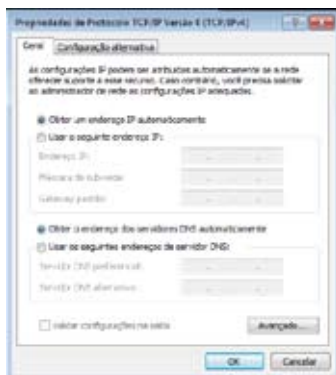 Propriedades de Protocolo TCP/IP Versão 4 (TCP/IPv4)
Geral
Configuração alternativa
As configurações IP podem ser atribuídas automaticamente se a rede
oferecer suporte a esse recurso. Caso contrário, você precisa solicitar
ao administrador de rede as configurações IP adequadas.
Obter um endereço IP automaticamente
Usar o seguinte endereço IP:
Endereço IP:
Máscara de sub-rede:
Gateway padrão:
Obter o endereço dos servidores DNS automaticamente
Usar os seguintes endereços de servidor DNS:
Servidor DNS preferencial:
Servidor DNS alternativo:
Validar configurações na saída
Avançado...
OK
Cancelar